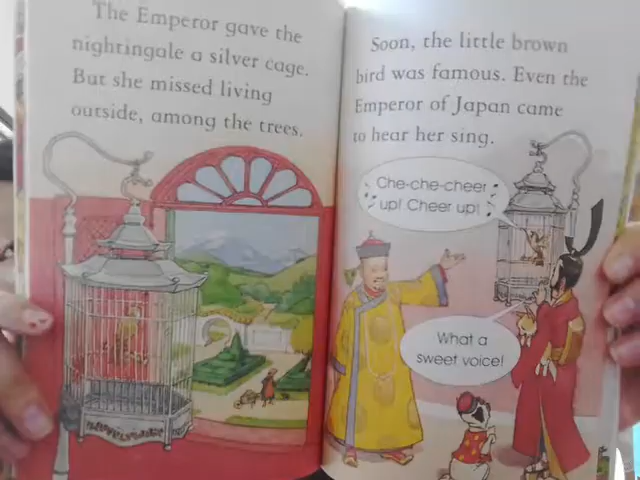 The Emperor gave the
nightingale a silver cage.
But she missed living
outside, among the trees.
Soon, the little brown
bird was famous. Even the
Emperor of Japan came
to hear her sing.
Che-che-cheer
up! Cheer up!
What a
sweet voice!